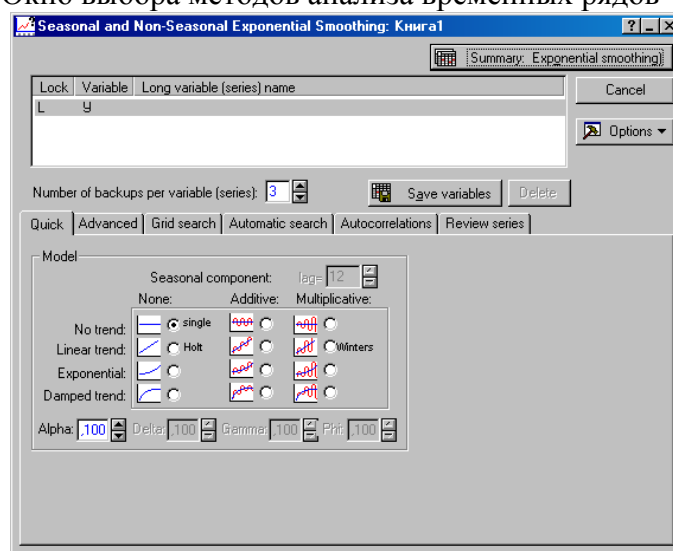 Окно выбора методов анализа временных рядов
Seasonal and Non-Seasonal Exponential Smoothing: Книга1
Summary: Exponential smoothing
Lock Variable Long variable (series) name
L У
Cancel
Options
Number of backups per variable (series): 3
Save variables Delete
Quick Advanced Grid search Automatic search Autocorrelations Review series
Model
Seasonal component: lag= 12
None: Additive: Multiplicative:
No trend: single
Linear trend: Holt Winters
Exponential:
Damped trend:
Alpha: ,100 Delta: ,100 Gamma: ,100 Phi: ,100